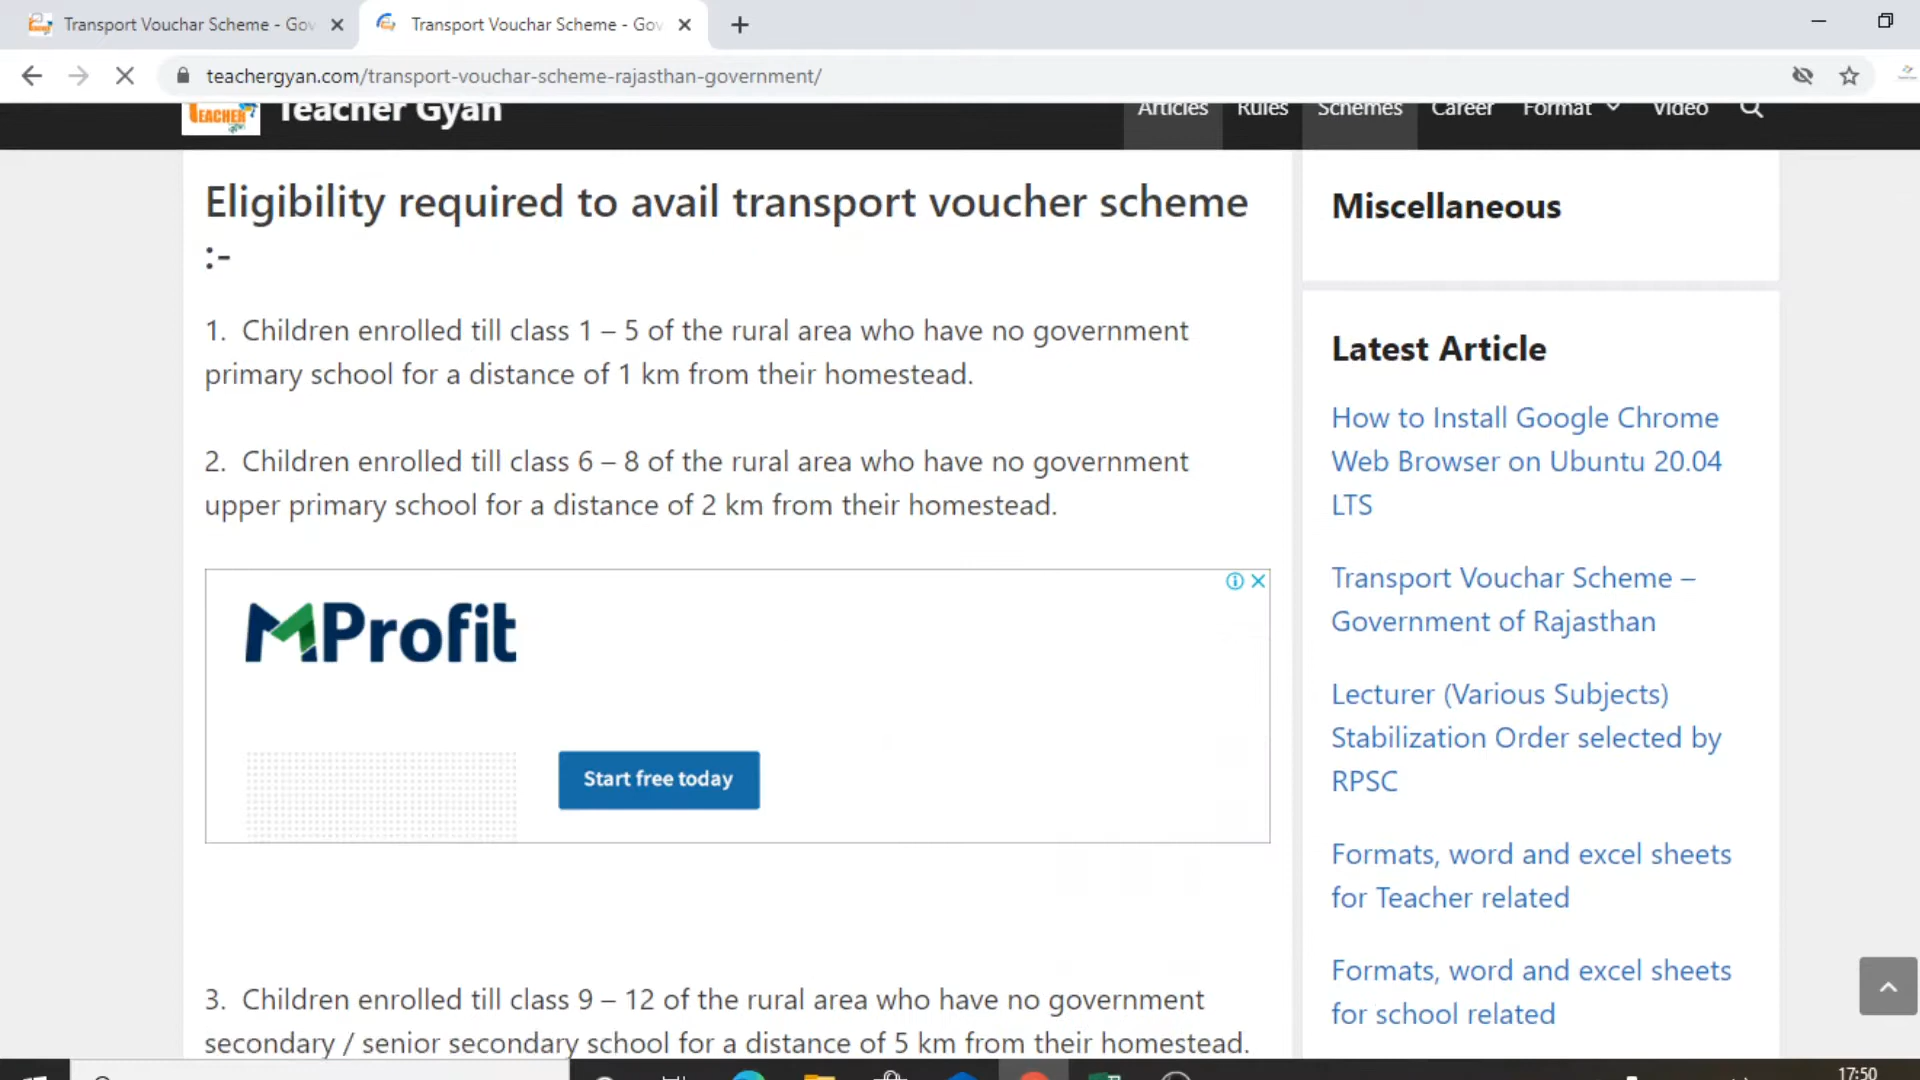 Transport Vouchar Scheme - Gov
Transport Vouchar Scheme - Gov
teachergyan.com/transport-vouchar-scheme-rajasthan-government/
TEACHER
Teacher Gyan
Articles Rules Schemes Career Format Video
Eligibility required to avail transport voucher scheme
:-
1. Children enrolled till class 1 – 5 of the rural area who have no government
primary school for a distance of 1 km from their homestead.
2. Children enrolled till class 6 – 8 of the rural area who have no government
upper primary school for a distance of 2 km from their homestead.
MProfit
Start free today
3. Children enrolled till class 9 – 12 of the rural area who have no government
secondary / senior secondary school for a distance of 5 km from their homestead.
Miscellaneous
Latest Article
How to Install Google Chrome
Web Browser on Ubuntu 20.04
LTS
Transport Vouchar Scheme –
Government of Rajasthan
Lecturer (Various Subjects)
Stabilization Order selected by
RPSC
Formats, word and excel sheets
for Teacher related
Formats, word and excel sheets
for school related
17:50